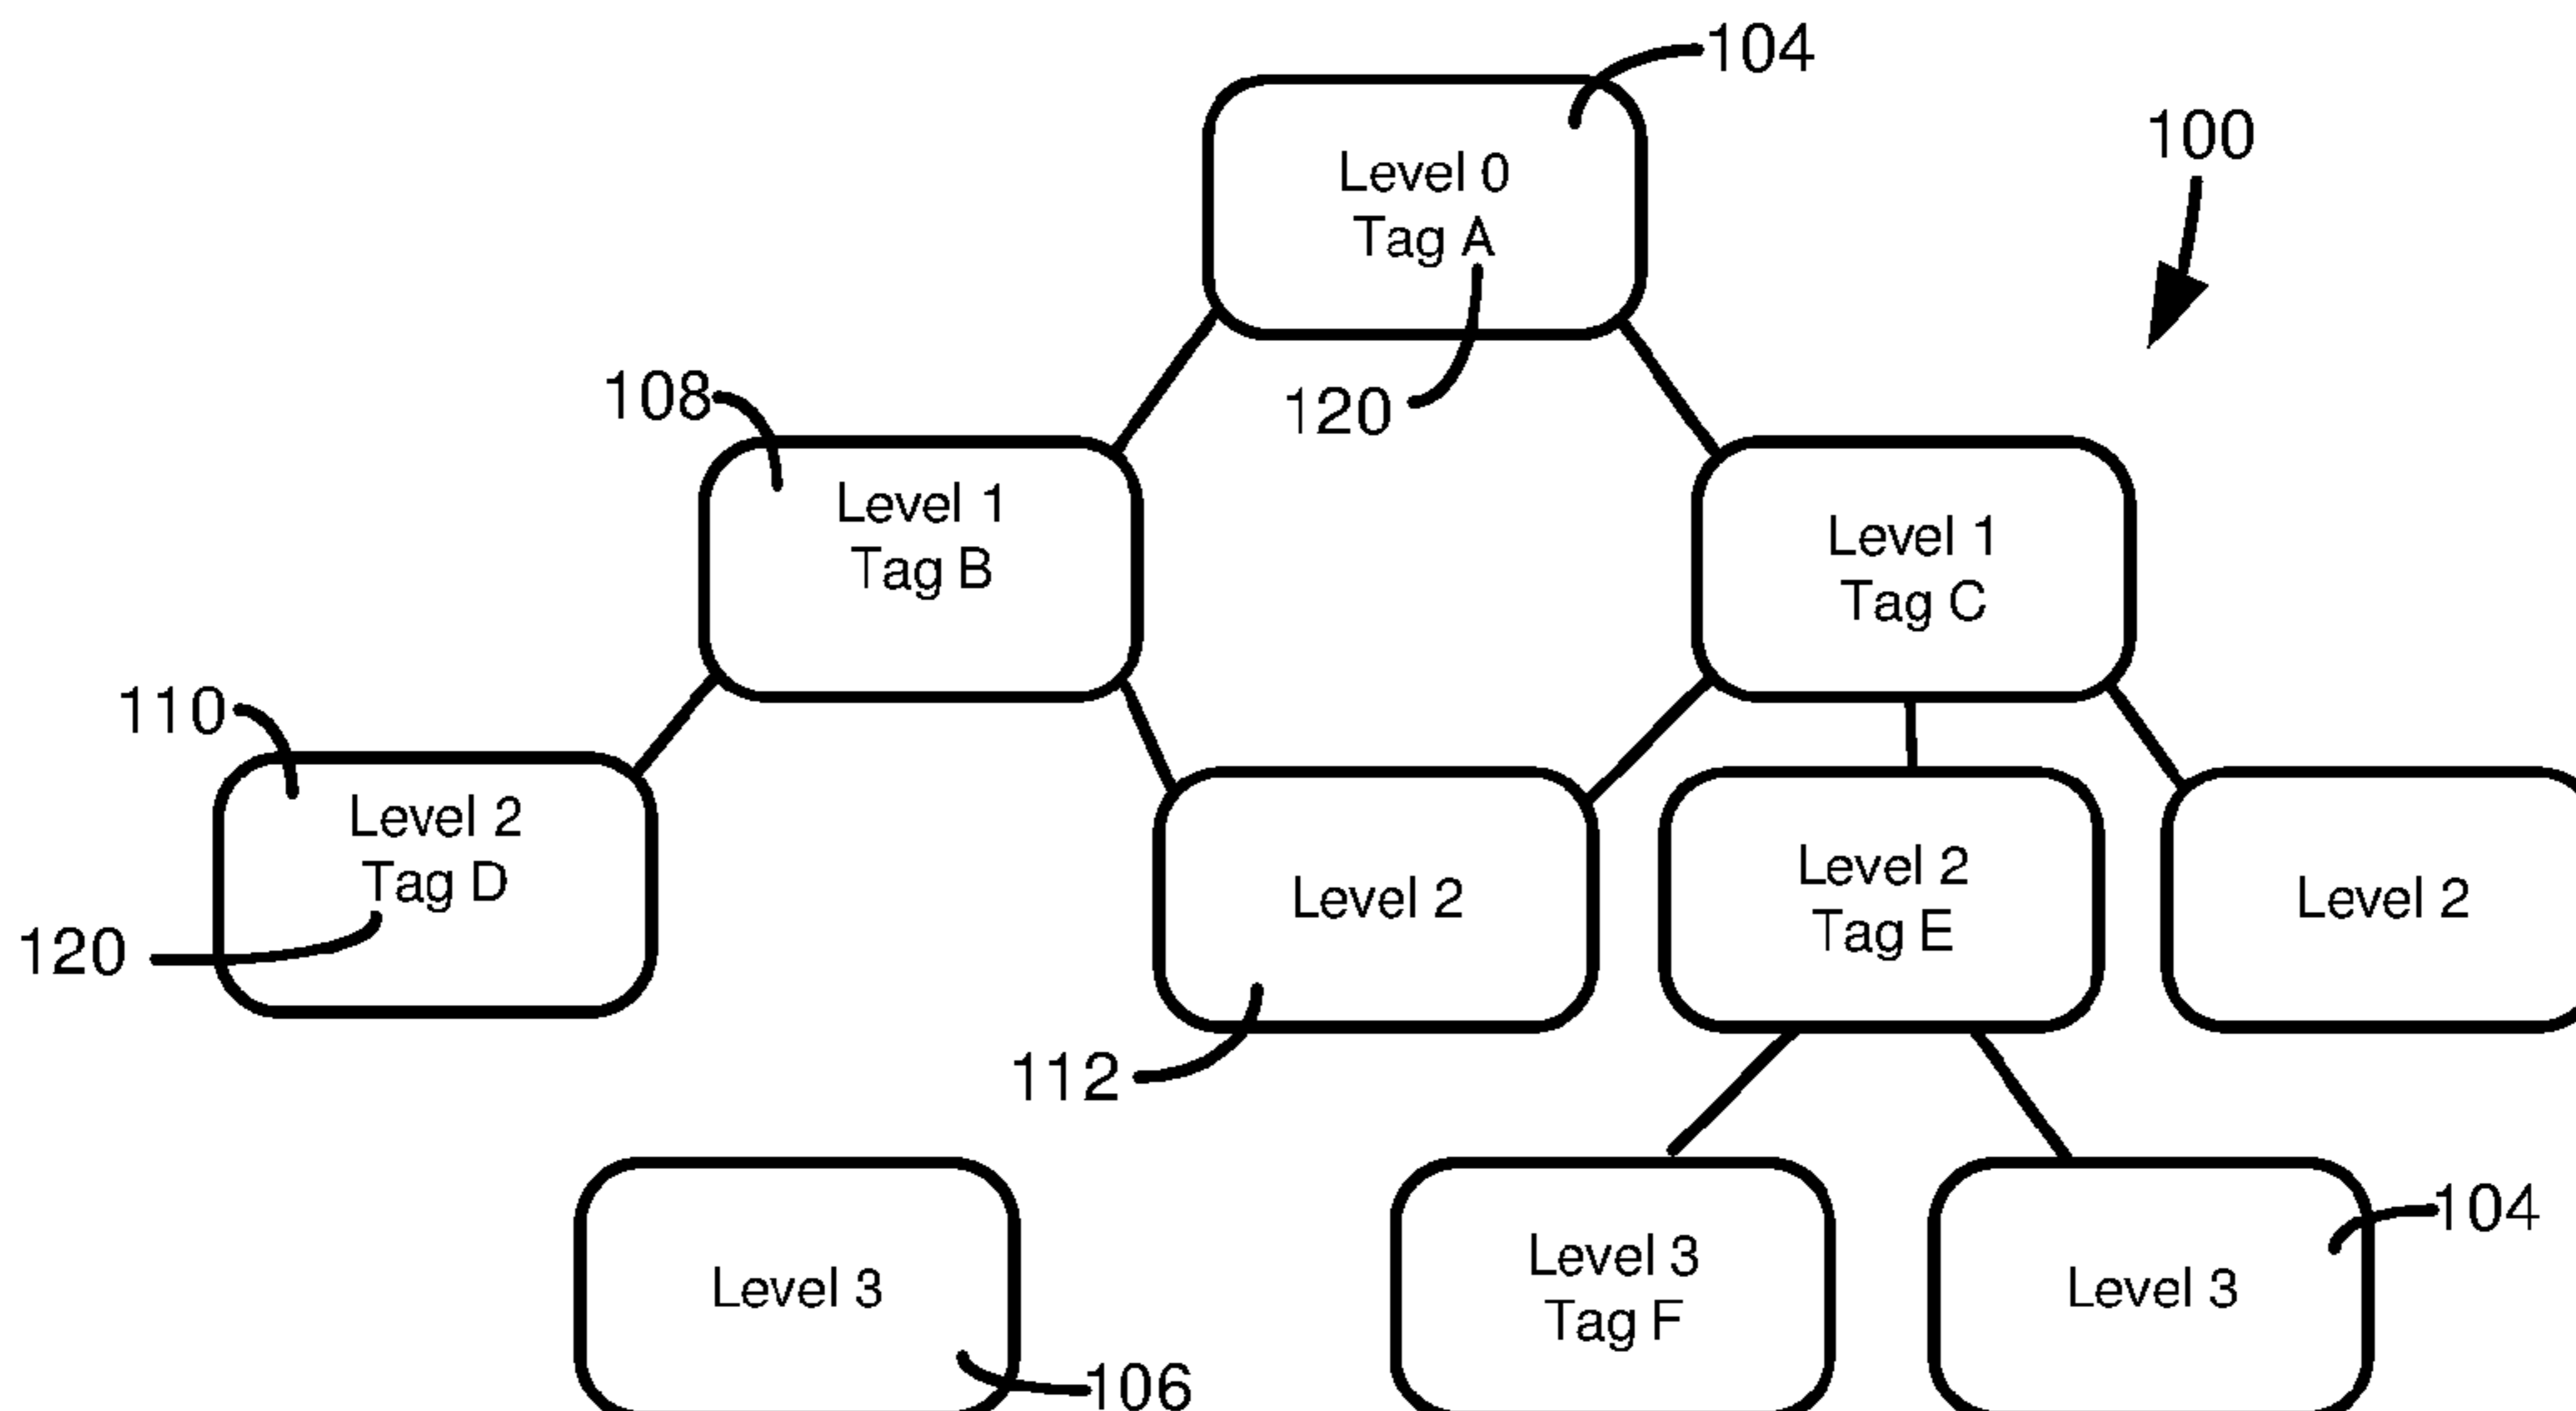 104
100
Level 0
Tag A
120
108
Level 1
Tag B
Level 1
Tag C
110
Level 2
Tag D
120
Level 2
112
Level 2
Tag E
Level 2
Level 3
106
Level 3
Tag F
Level 3
104